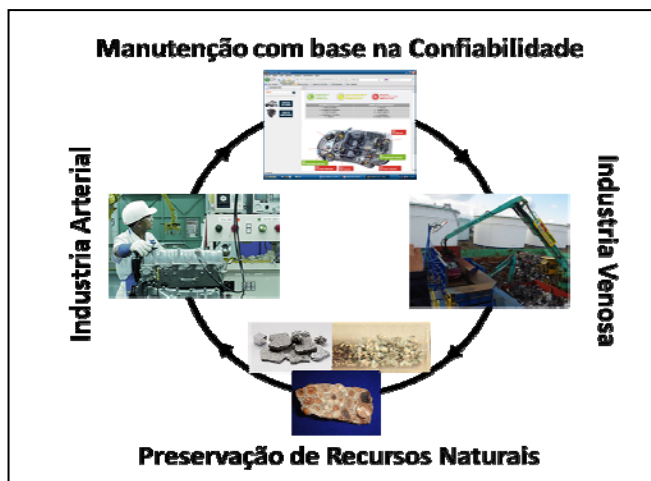 Manutenção com base na Confiabilidade
Industria Arterial
Industria Venosa
Preservação de Recursos Naturais